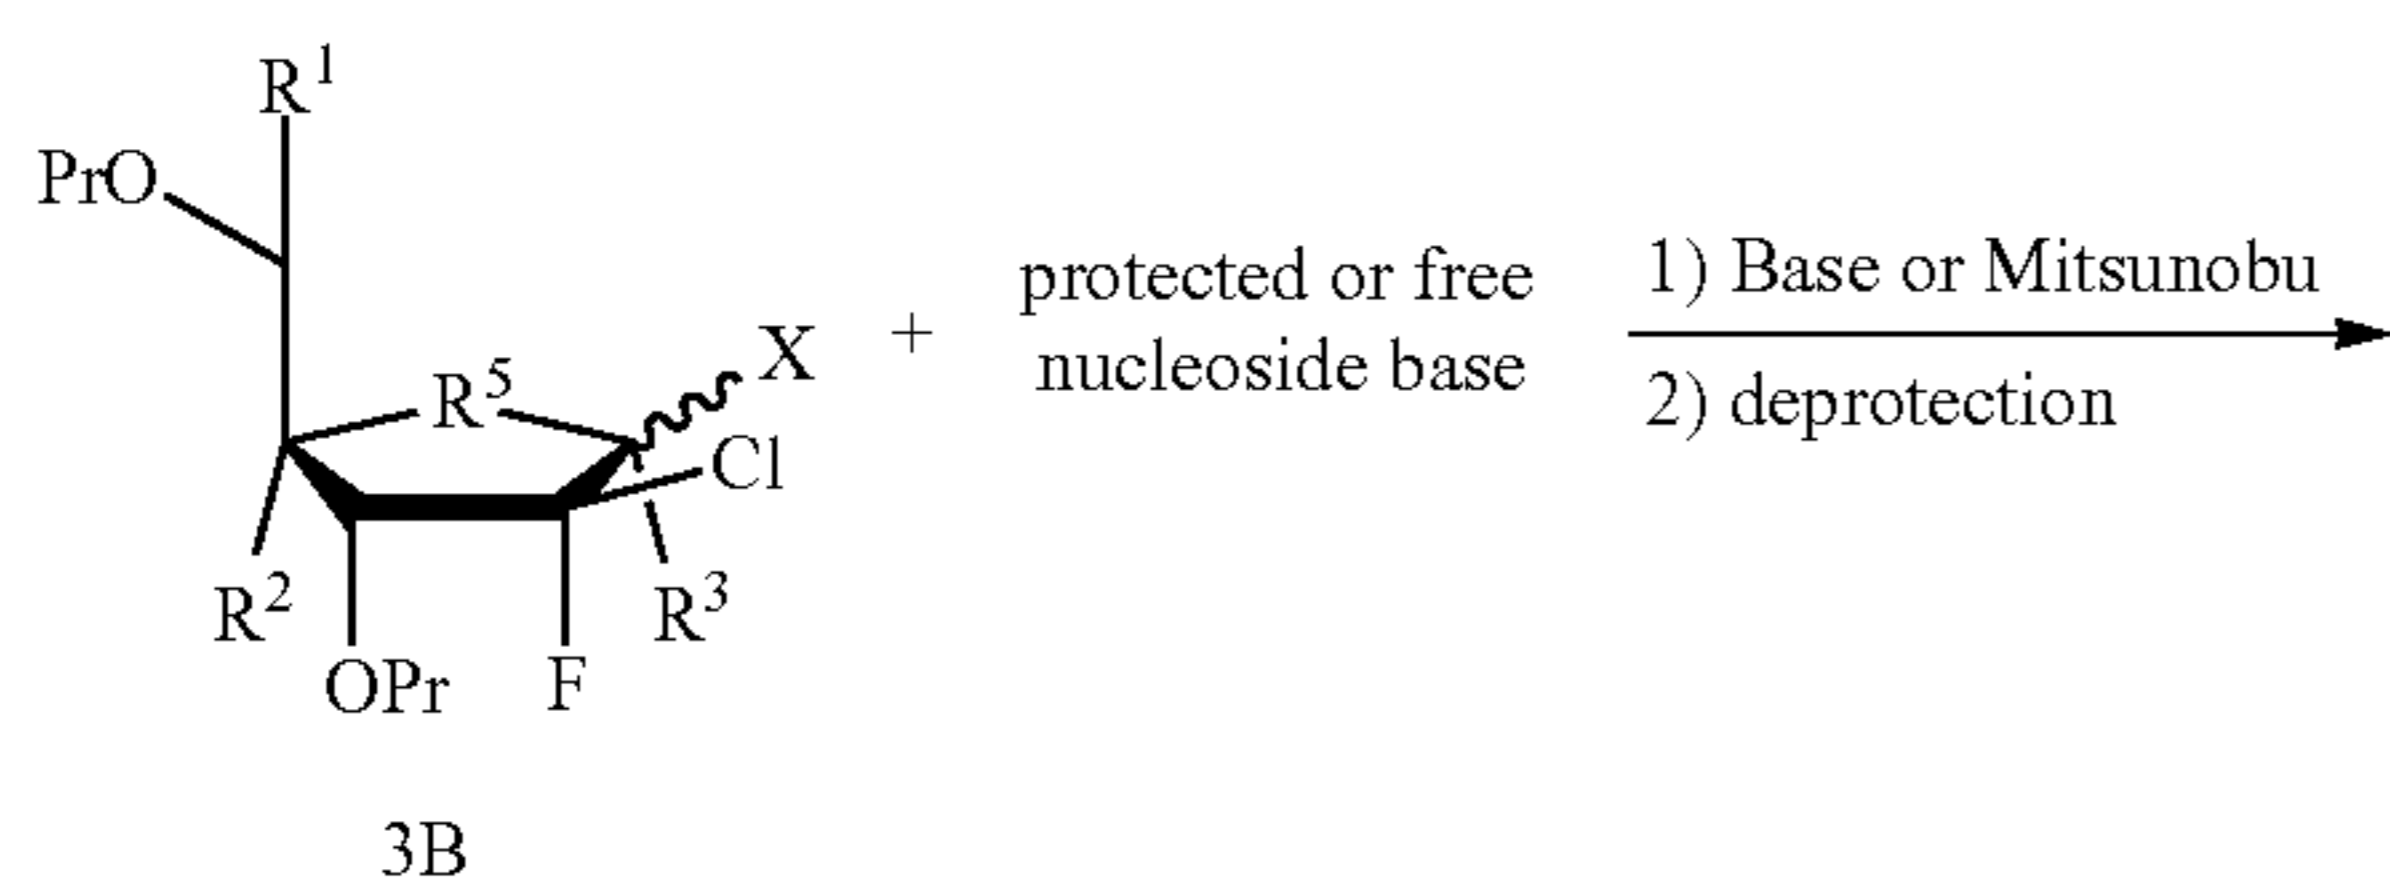 R¹
PrO
R⁵
X
Cl
R²
R³
OPr
F
3B
+
protected or free
nucleoside base
1) Base or Mitsunobu
2) deprotection